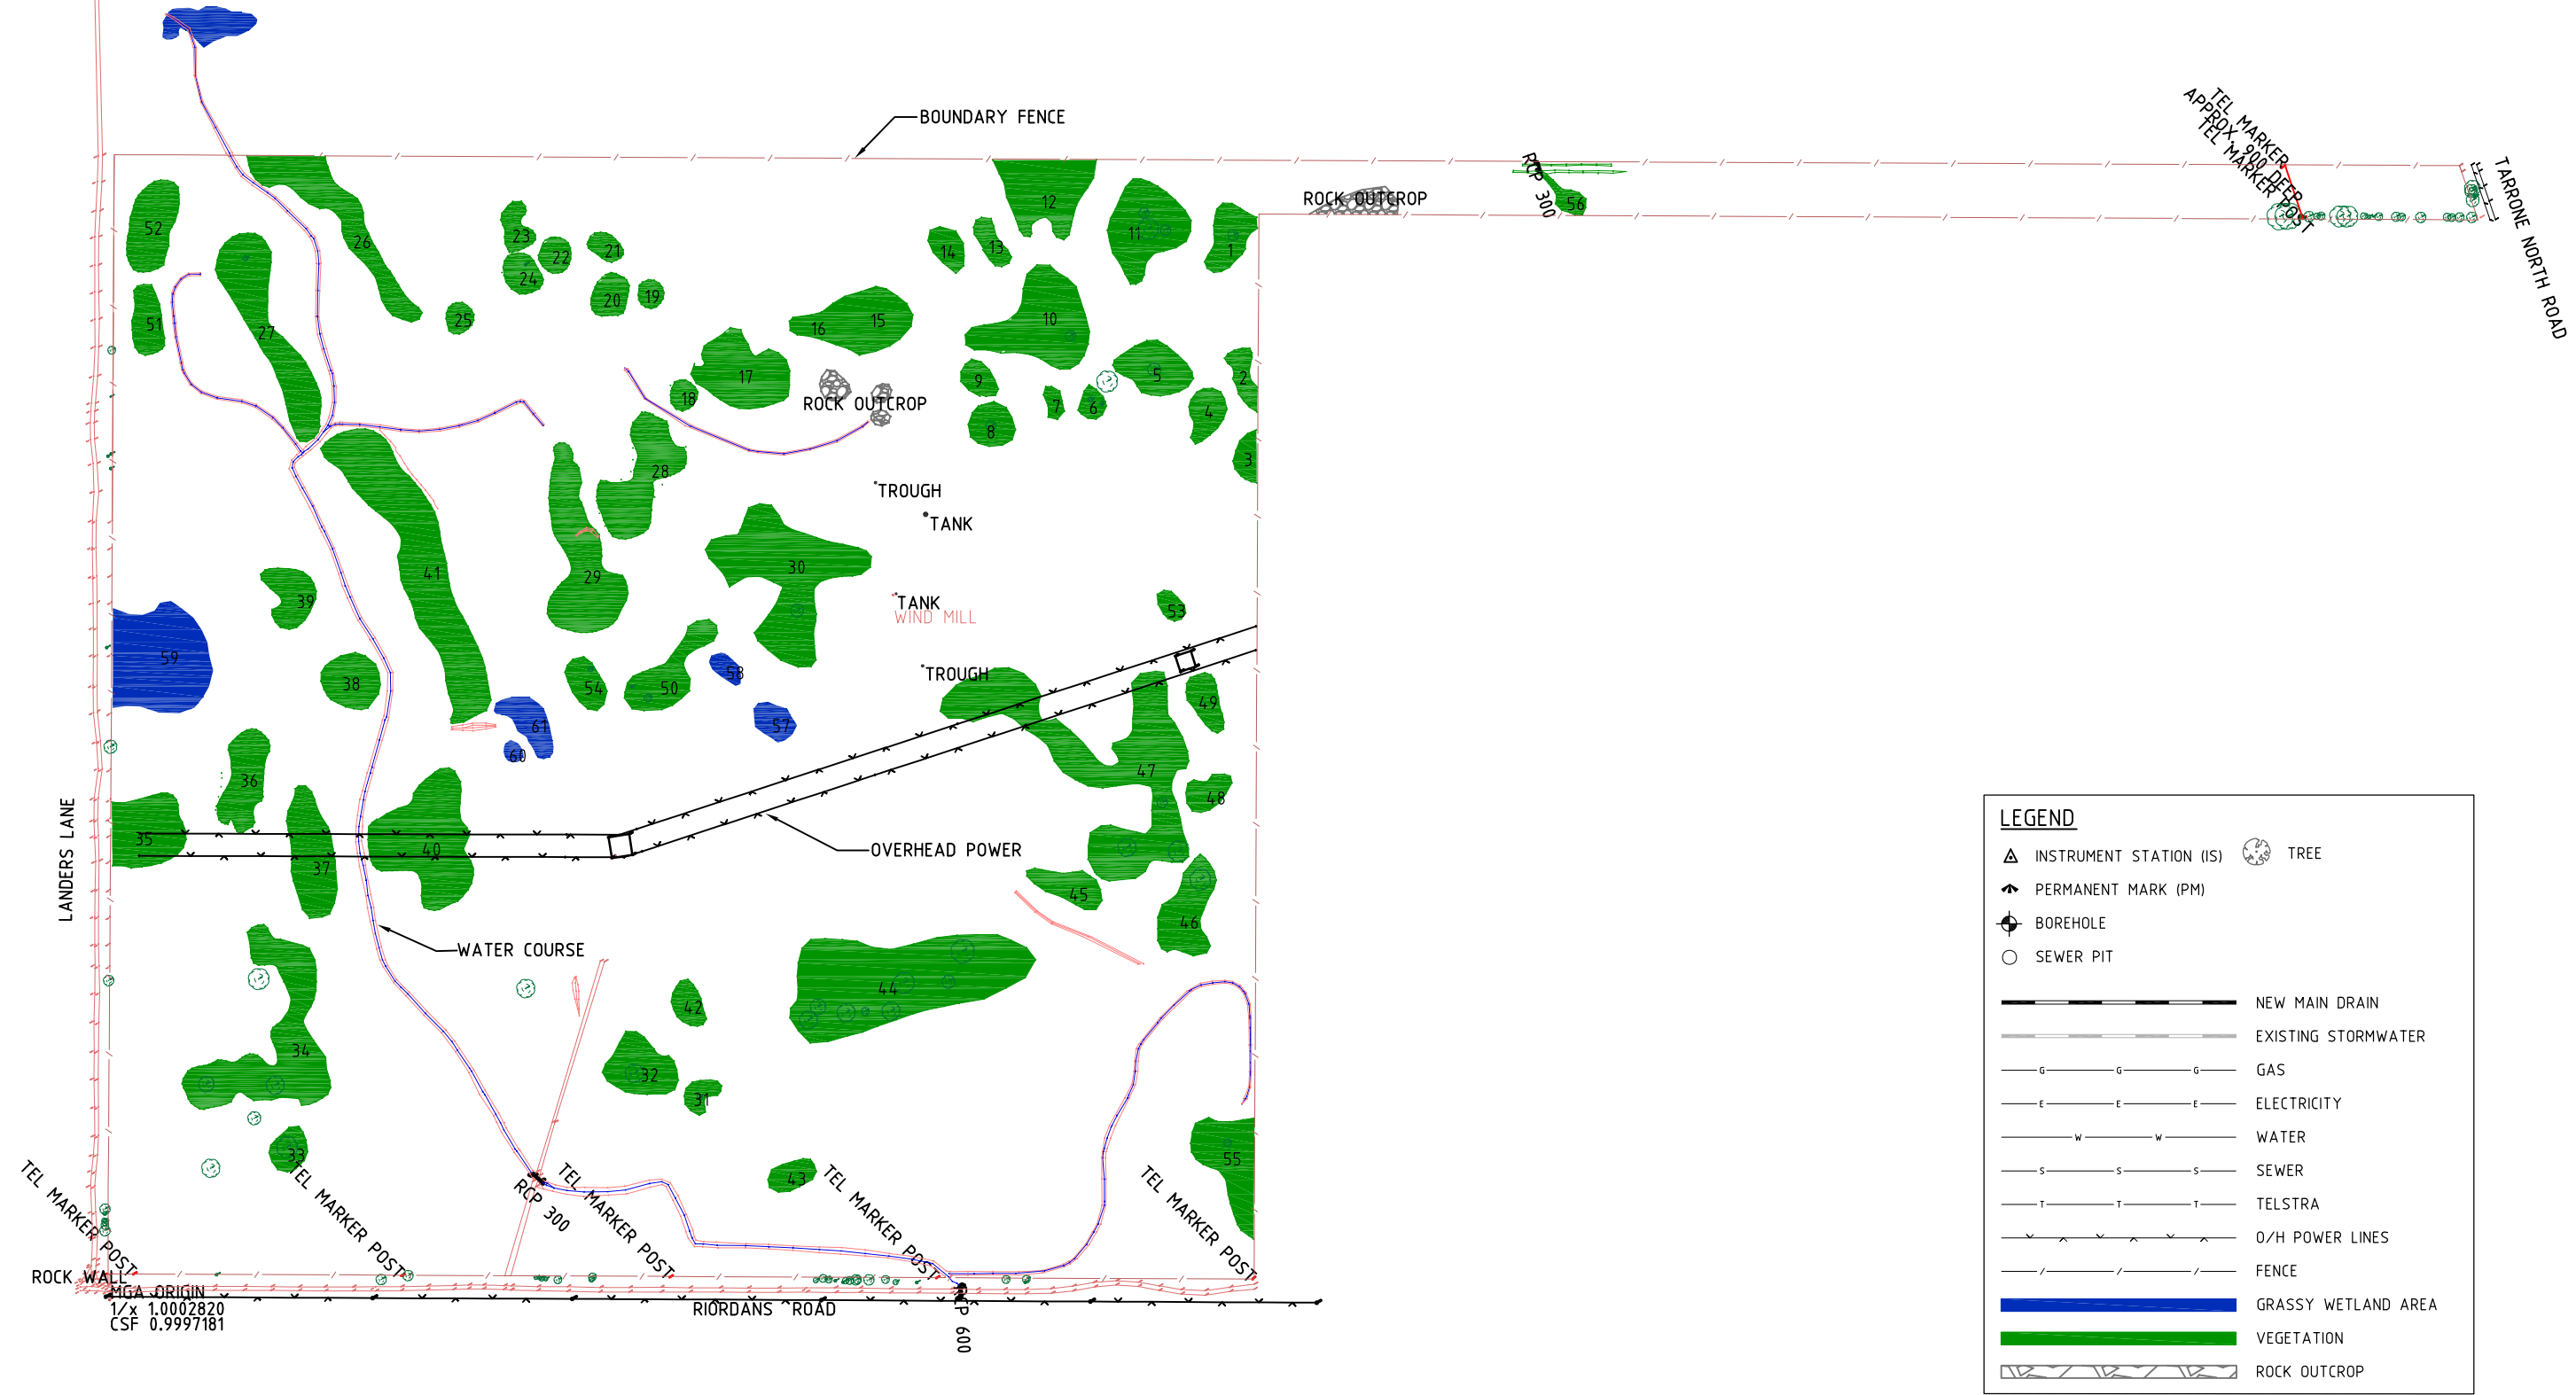 BOUNDARY FENCE
TEL MARKER
APPROX. 900 DEEP
TEL MARKER POST
TARRONE NORTH ROAD
RCP 300
ROCK OUTCROP
56
12
11
1
13
14
52
26
23
22
21
24
20
19
25
51
27
16
15
10
17
18
9
7
6
5
2
4
8
3
ROCK OUTCROP
28
TROUGH
TANK
41
29
30
39
TANK
WIND MILL
53
59
38
54
50
58
TROUGH
57
61
60
49
47
48
36
35
37
40
OVERHEAD POWER
LANDERS LANE
45
46
WATER COURSE
44
42
34
32
31
33
43
55
TEL MARKER POST
TEL MARKER POST
TEL MARKER POST
TEL MARKER POST
TEL MARKER POST
RCP 300
ROCK WALL
MGA ORIGIN
1/x 1.0002820
CSF 0.9997181
RIORDANS ROAD
RCP 600
LEGEND
INSTRUMENT STATION (IS)
TREE
PERMANENT MARK (PM)
BOREHOLE
SEWER PIT
NEW MAIN DRAIN
EXISTING STORMWATER
G G G GAS
E E E ELECTRICITY
W W WATER
S S S SEWER
T T T TELSTRA
O/H POWER LINES
FENCE
GRASSY WETLAND AREA
VEGETATION
ROCK OUTCROP